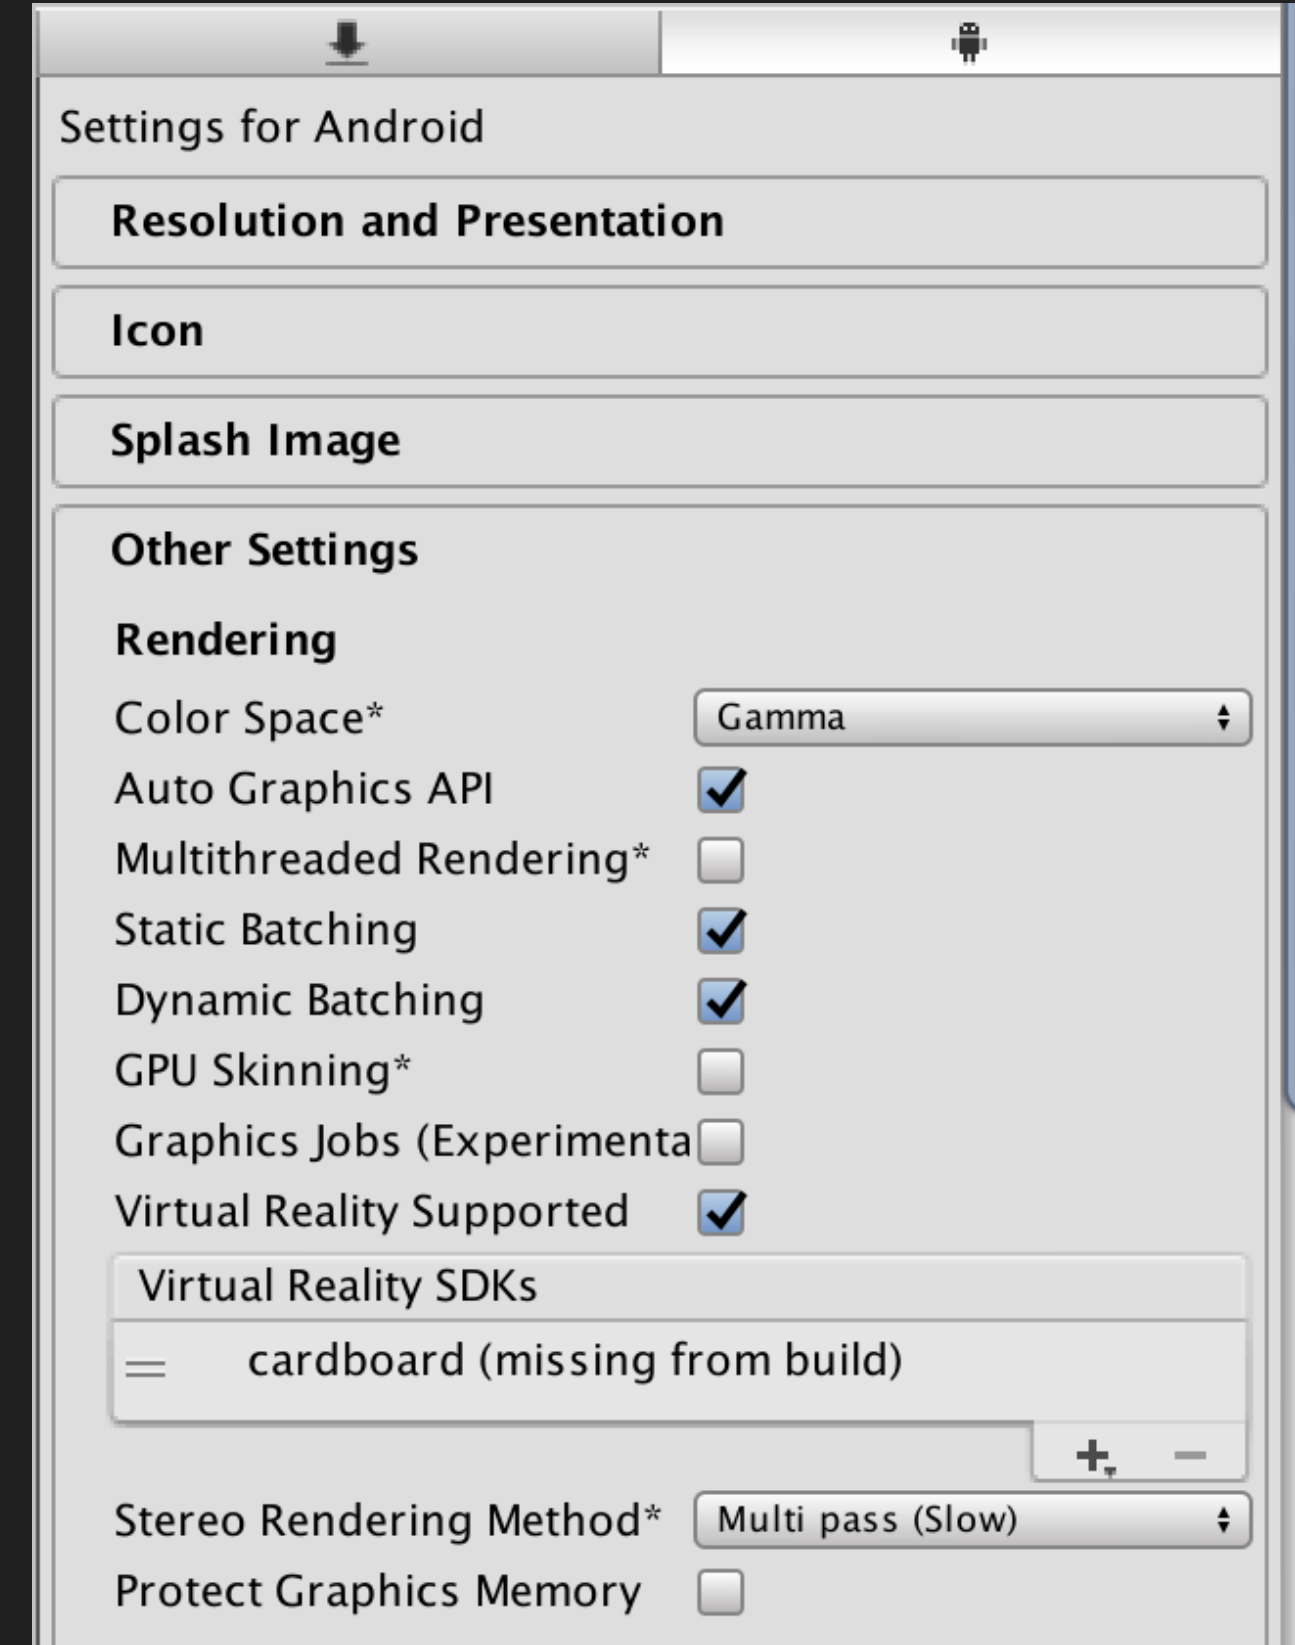 Settings for Android
Resolution and Presentation
Icon
Splash Image
Other Settings
Rendering
Color Space* Gamma
Auto Graphics API
Multithreaded Rendering*
Static Batching
Dynamic Batching
GPU Skinning*
Graphics Jobs (Experimenta
Virtual Reality Supported
Virtual Reality SDKs
cardboard (missing from build)
Stereo Rendering Method* Multi pass (Slow)
Protect Graphics Memory